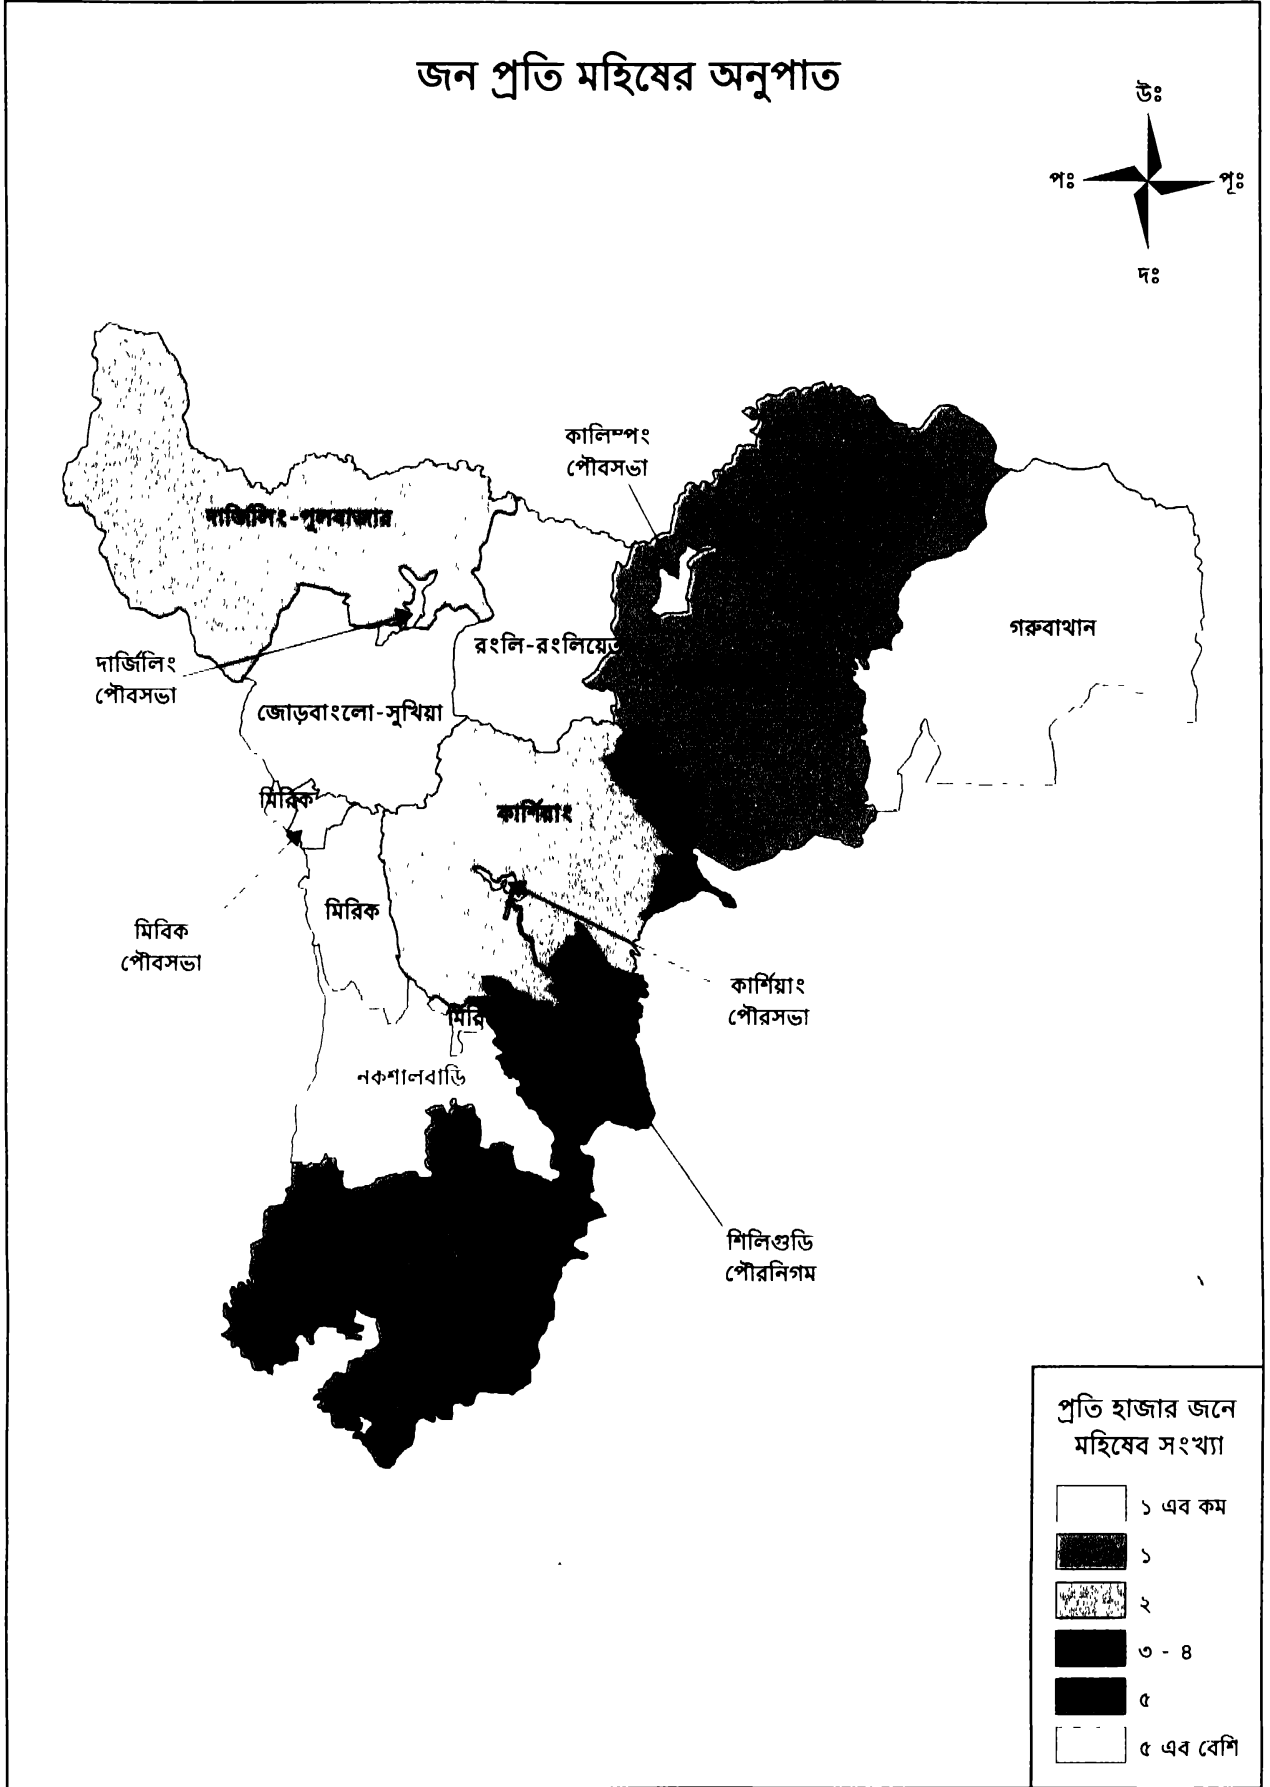 জন প্রতি মহিষের অনুপাত
উঃ
পঃ
পূঃ
দঃ
কালিম্পং
পৌবসভা
দার্জিলিং-পুলবাজার
গরুবাথান
রংলি-রংলিয়ে
দার্জিলিং
পৌবসভা
জোড়বাংলো-সুখিয়া
মিরিক
কার্শিয়াং
মিরিক
মিবিক
পৌবসভা
কার্শিয়াং
পৌরসভা
মিরি
নকশালবাড়ি
শিলিগুডি
পৌরনিগম
প্রতি হাজার জনে
মহিষেব সংখ্যা
১ এব কম
১
২
৩ - ৪
৫
৫ এব বেশি